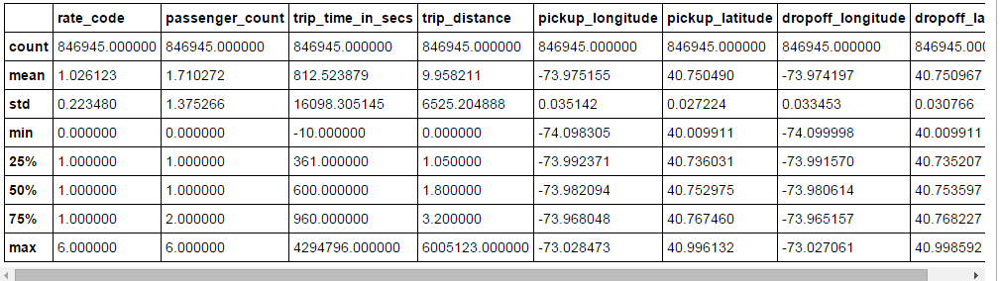 rate_code passenger_count trip_time_in_secs trip_distance pickup_longitude pickup_latitude dropoff_longitude
count 846945.000000 846945.000000 846945.000000 846945.000000 846945.000000 846945.000000 846945.000000
mean 1.026123 1.710272 812.523879 9.958211 -73.975155 40.750490 -73.974197 40.750967
std 0.223480 1.375266 16098.305145 6525.204888 0.035142 0.027224 0.033453 0.030766
min 0.000000 0.000000 -10.000000 0.000000 -74.098305 40.009911 -74.099998 40.009911
25% 1.000000 1.000000 361.000000 1.050000 -73.992371 40.736031 -73.991570 40.735207
50% 1.000000 1.000000 600.000000 1.800000 -73.982094 40.752975 -73.980614 40.753597
75% 1.000000 2.000000 960.000000 3.200000 -73.968048 40.767460 -73.965157 40.768227
max 6.000000 6.000000 4294796.000000 6005123.000000 -73.028473 40.996132 -73.027061 40.998592